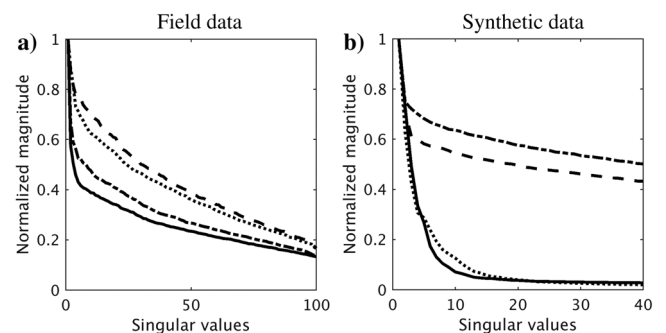 Field data
Synthetic data
a)
b)
Normalized magnitude
1
0.8
0.6
0.4
0.2
0
0
50
100
Singular values
Normalized magnitude
1
0.8
0.6
0.4
0.2
0
0
10
20
30
40
Singular values